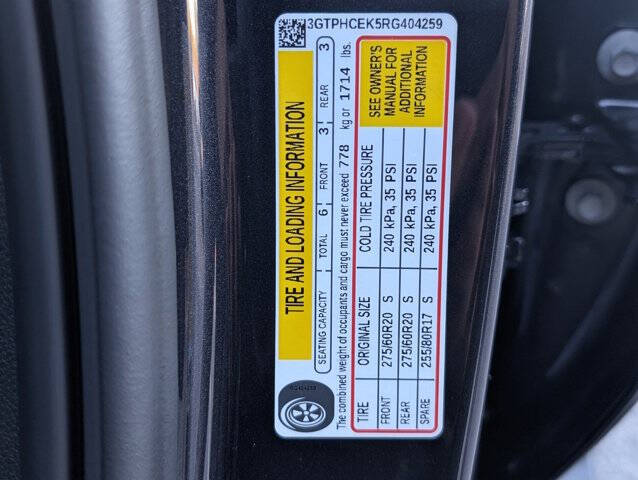 3GTPHCEK5RG404259
TIRE AND LOADING INFORMATION
SEATING CAPACITY TOTAL 6 FRONT 3 REAR 3
The combined weight of occupants and cargo must never exceed 778 kg or 1714 lbs.
TIRE ORIGINAL SIZE COLD TIRE PRESSURE
FRONT 275/60R20 S 240 kPa, 35 PSI
REAR 275/60R20 S 240 kPa, 35 PSI
SPARE 255/80R17 S 240 kPa, 35 PSI
SEE OWNER'S
MANUAL FOR
ADDITIONAL
INFORMATION
RG404259